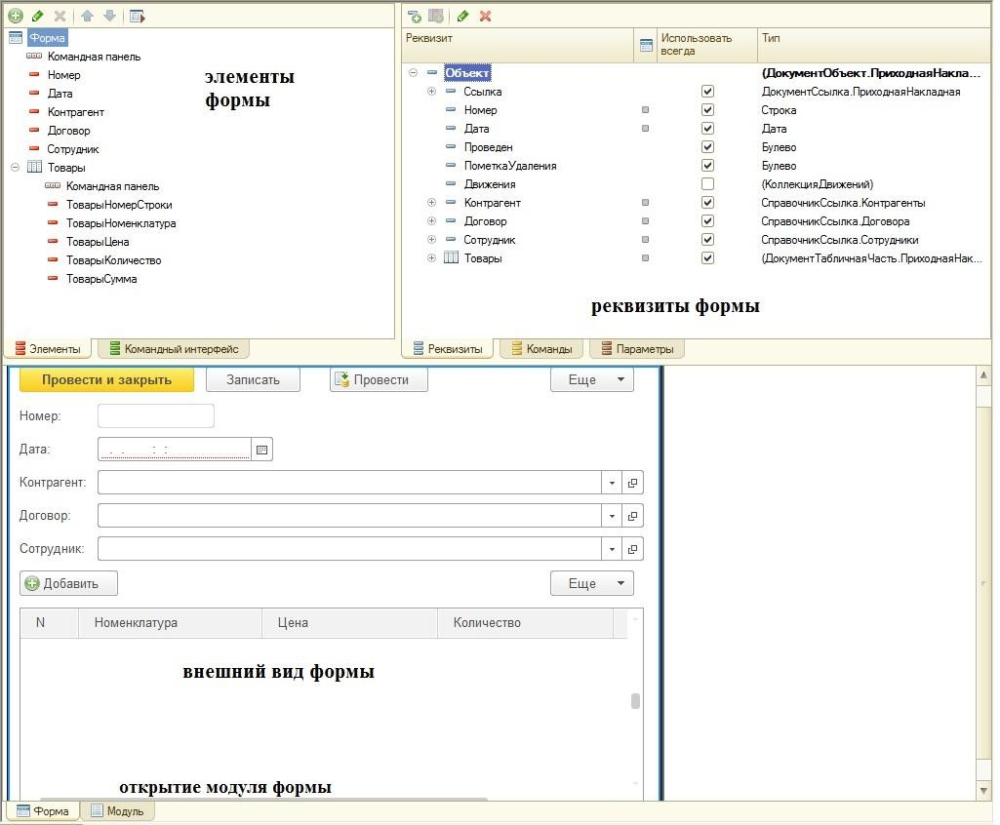 Форма
Командная панель
Номер
Дата
Контрагент
Договор
Сотрудник
Товары
Командная панель
ТоварыНомерСтроки
ТоварыНоменклатура
ТоварыЦена
ТоварыКоличество
ТоварыСумма
элементы
формы
Элементы Командный интерфейс
Реквизит Использовать всегда Тип
Объект (ДокументОбъект.ПриходнаяНакла...
Ссылка ДокументСсылка.ПриходнаяНакладная
Номер Строка
Дата Дата
Проведен Булево
ПометкаУдаления Булево
Движения (КоллекцияДвижений)
Контрагент СправочникСсылка.Контрагенты
Договор СправочникСсылка.Договора
Сотрудник СправочникСсылка.Сотрудники
Товары (ДокументТабличнаяЧасть.ПриходнаяНак...
реквизиты формы
Реквизиты Команды Параметры
Провести и закрыть Записать Провести Еще
Номер:
Дата: . . : :
Контрагент:
Договор:
Сотрудник:
Добавить Еще
N Номенклатура Цена Количество
внешний вид формы
открытие модуля формы
Форма Модуль